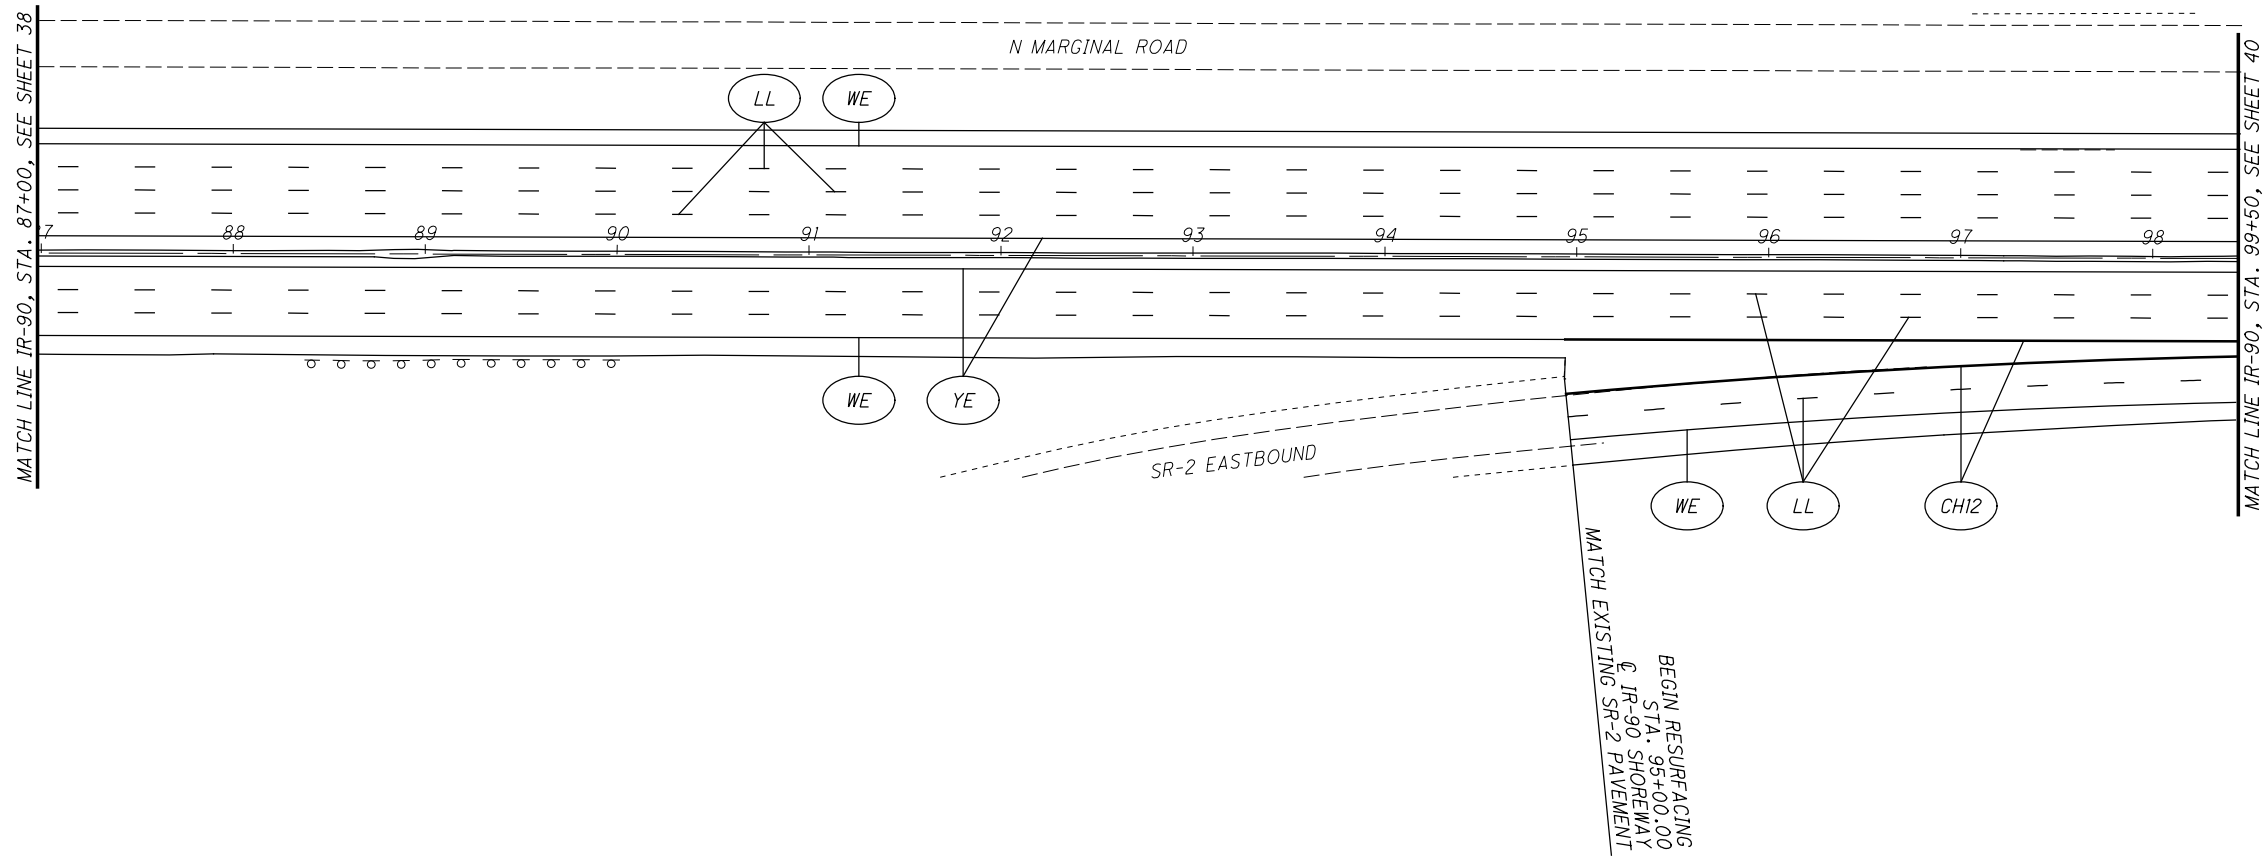 MATCH LINE IR-90, STA. 87+00, SEE SHEET 38
N MARGINAL ROAD
LL WE
7 88 89 90 91 92 93 94 95 96 97 98
WE YE
SR-2 EASTBOUND
WE LL CH12
MATCH LINE IR-90, STA. 99+50, SEE SHEET 40
BEGIN RESURFACING
STA. 95+00.00
℄ IR-90 SHOREWAY
MATCH EXISTING SR-2 PAVEMENT